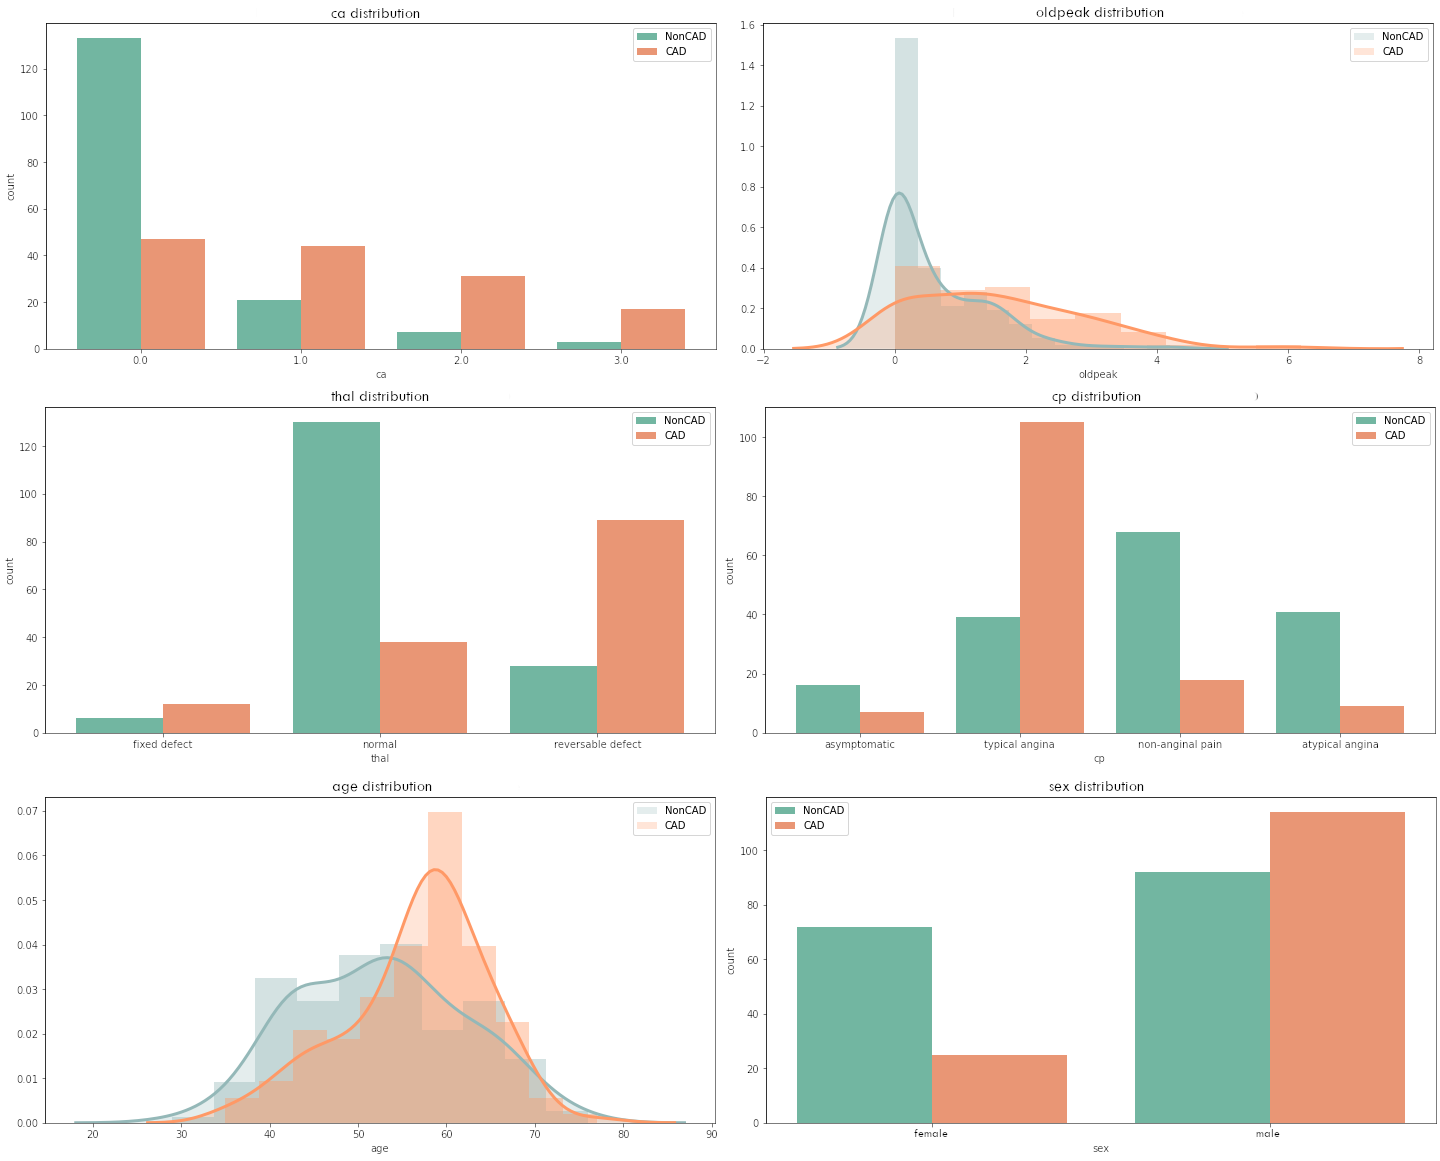 ca distribution
NonCAD
CAD
120
100
80
60
40
20
0
count
0.0 1.0 2.0 3.0
ca
oldpeak distribution
NonCAD
CAD
1.6
1.4
1.2
1.0
0.8
0.6
0.4
0.2
0.0
−2 0 2 4 6 8
oldpeak
thal distribution
NonCAD
CAD
120
100
80
60
40
20
0
count
fixed defect normal reversable defect
thal
cp distribution )
NonCAD
CAD
100
80
60
40
20
0
count
asymptomatic typical angina non-anginal pain atypical angina
cp
age distribution
NonCAD
CAD
0.07
0.06
0.05
0.04
0.03
0.02
0.01
0.00
20 30 40 50 60 70 80 90
age
sex distribution
NonCAD
CAD
100
80
60
40
20
0
count
female male
sex